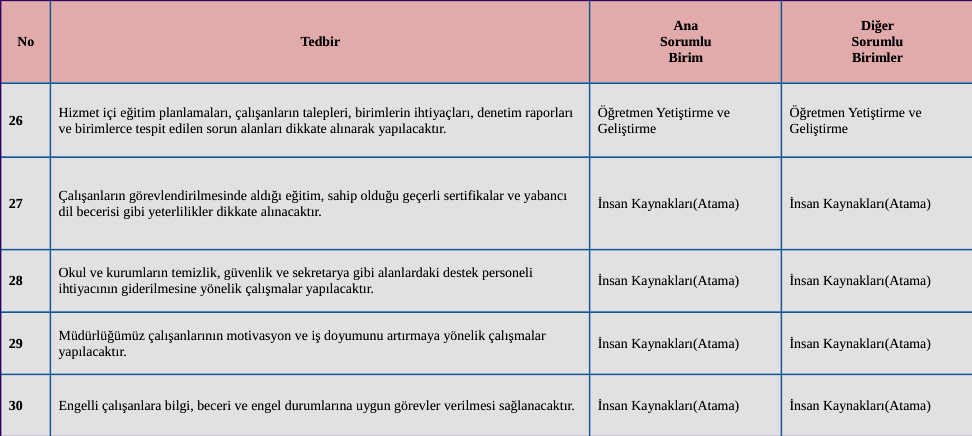 No
Tedbir
Ana
Sorumlu
Birim
Diğer
Sorumlu
Birimler
26
Hizmet içi eğitim planlamaları, çalışanların talepleri, birimlerin ihtiyaçları, denetim raporları
ve birimlerce tespit edilen sorun alanları dikkate alınarak yapılacaktır.
Öğretmen Yetiştirme ve
Geliştirme
Öğretmen Yetiştirme ve
Geliştirme
27
Çalışanların görevlendirilmesinde aldığı eğitim, sahip olduğu geçerli sertifikalar ve yabancı
dil becerisi gibi yeterlilikler dikkate alınacaktır.
İnsan Kaynakları(Atama)
İnsan Kaynakları(Atama)
28
Okul ve kurumların temizlik, güvenlik ve sekretarya gibi alanlardaki destek personeli
ihtiyacının giderilmesine yönelik çalışmalar yapılacaktır.
İnsan Kaynakları(Atama)
İnsan Kaynakları(Atama)
29
Müdürlüğümüz çalışanlarının motivasyon ve iş doyumunu artırmaya yönelik çalışmalar
yapılacaktır.
İnsan Kaynakları(Atama)
İnsan Kaynakları(Atama)
30
Engelli çalışanlara bilgi, beceri ve engel durumlarına uygun görevler verilmesi sağlanacaktır.
İnsan Kaynakları(Atama)
İnsan Kaynakları(Atama)